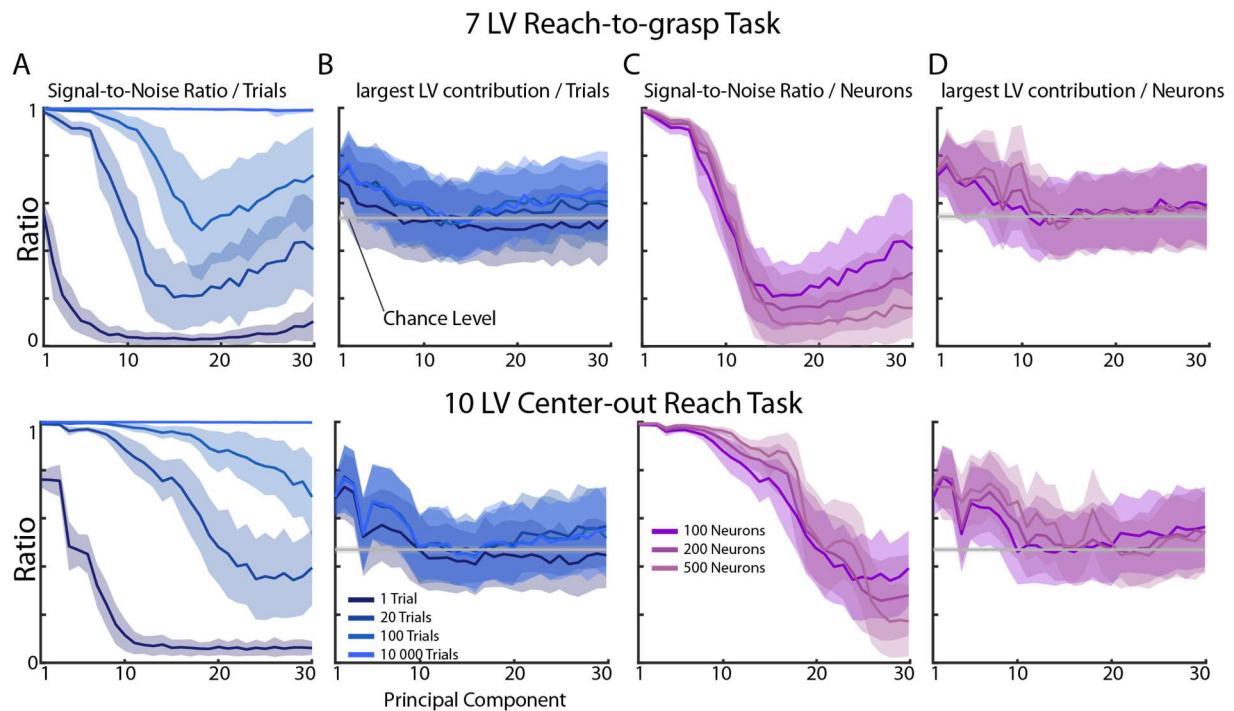 7 LV Reach-to-grasp Task
A B C D
Signal-to-Noise Ratio / Trials
largest LV contribution / Trials
Signal-to-Noise Ratio / Neurons
largest LV contribution / Neurons
1
Ratio
0
Chance Level
1 10 20 30
1 10 20 30
1 10 20 30
1 10 20 30
10 LV Center-out Reach Task
1
Ratio
0
1 Trial
20 Trials
100 Trials
10 000 Trials
100 Neurons
200 Neurons
500 Neurons
1 10 20 30
1 10 20 30
1 10 20 30
1 10 20 30
Principal Component